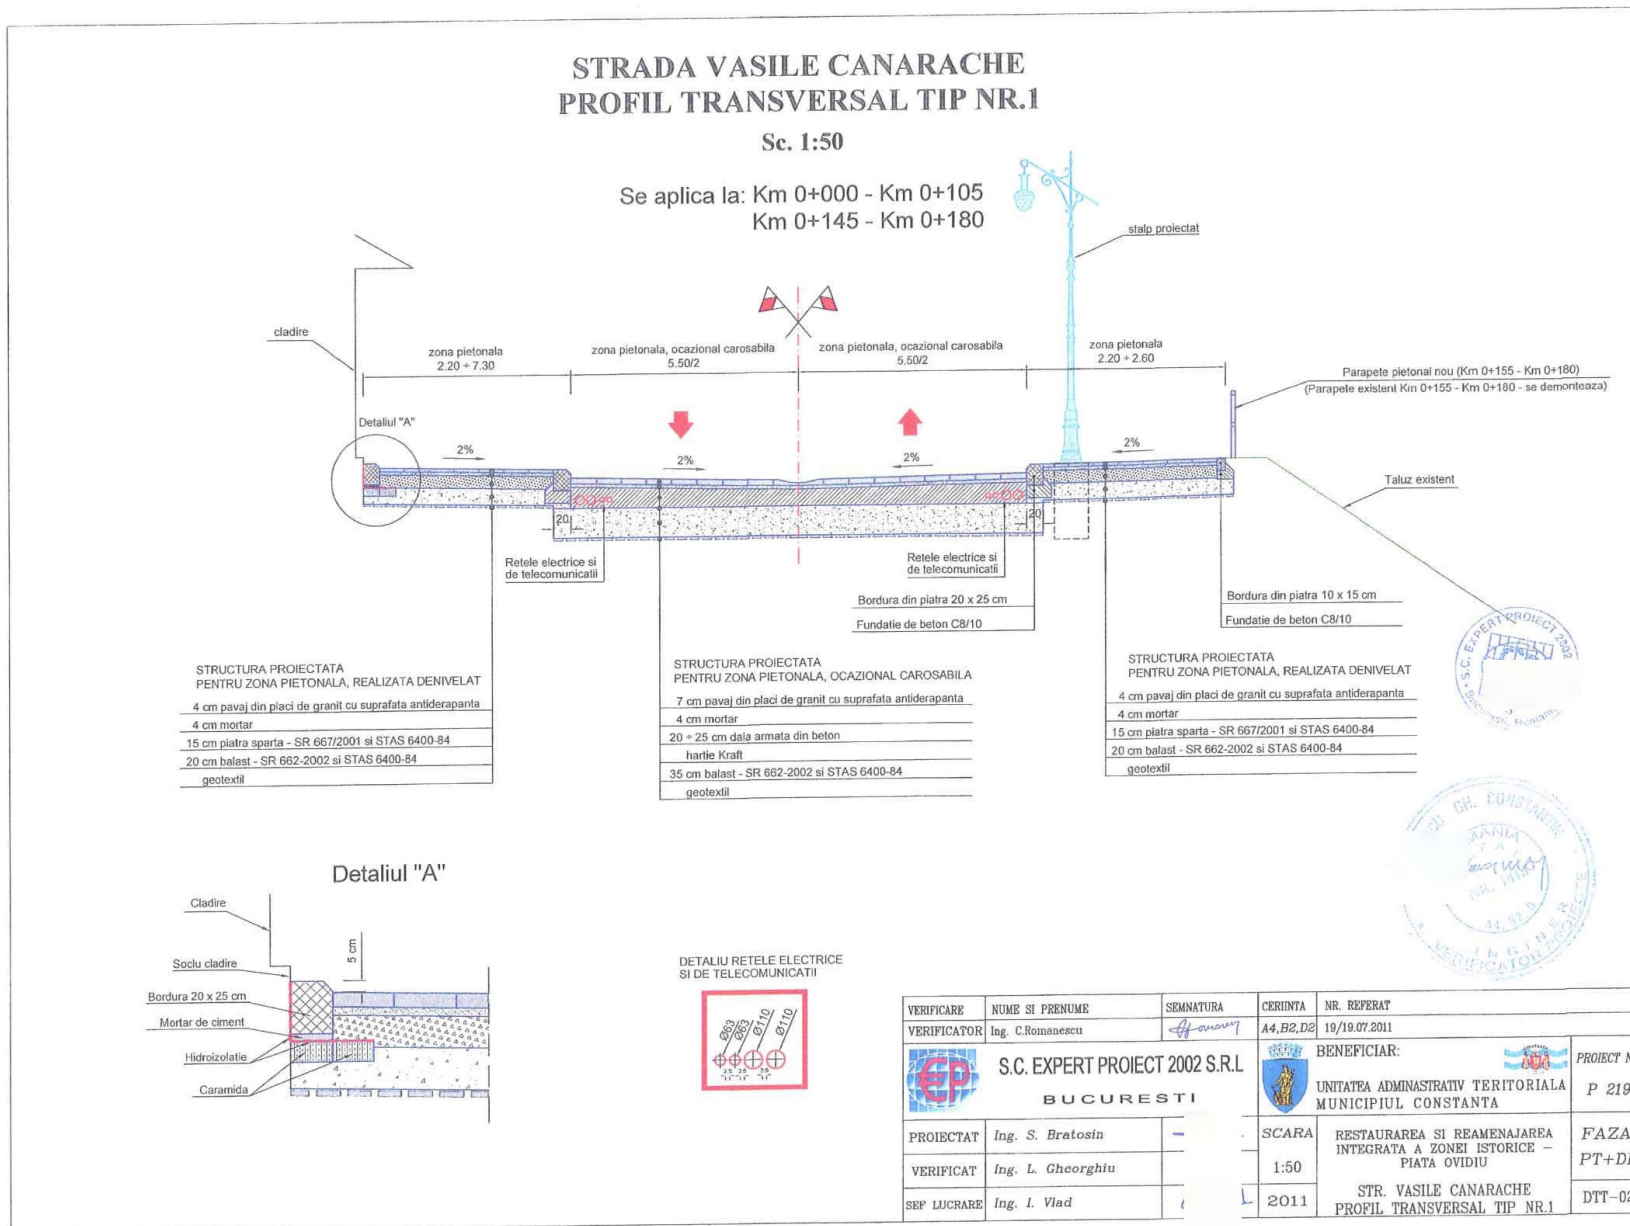 STRADA VASILE CANARACHE
PROFIL TRANSVERSAL TIP NR.1
Sc. 1:50
Se aplica la: Km 0+000 - Km 0+105
Km 0+145 - Km 0+180
stalp proiectat
cladire
zona pietonala
2.20 ÷ 7.30
zona pietonala, ocazional carosabila
5.50/2
zona pietonala, ocazional carosabila
5.50/2
zona pietonala
2.20 ÷ 2.60
Parapete pietonal nou (Km 0+155 - Km 0+180)
(Parapete existent Km 0+155 - Km 0+180 - se demonteaza)
Detaliul "A"
2%
2%
2%
2%
Taluz existent
20
20
Retele electrice si
de telecomunicatii
Retele electrice si
de telecomunicatii
Bordura din piatra 20 x 25 cm
Fundatie de beton C8/10
Bordura din piatra 10 x 15 cm
Fundatie de beton C8/10
STRUCTURA PROIECTATA
PENTRU ZONA PIETONALA, REALIZATA DENIVELAT
4 cm pavaj din placi de granit cu suprafata antiderapanta
4 cm mortar
15 cm piatra sparta - SR 667/2001 si STAS 6400-84
20 cm balast - SR 662-2002 si STAS 6400-84
geotextil
STRUCTURA PROIECTATA
PENTRU ZONA PIETONALA, OCAZIONAL CAROSABILA
7 cm pavaj din placi de granit cu suprafata antiderapanta
4 cm mortar
20 ÷ 25 cm dala armata din beton
hartie Kraft
35 cm balast - SR 662-2002 si STAS 6400-84
geotextil
STRUCTURA PROIECTATA
PENTRU ZONA PIETONALA, REALIZATA DENIVELAT
4 cm pavaj din placi de granit cu suprafata antiderapanta
4 cm mortar
15 cm piatra sparta - SR 667/2001 si STAS 6400-84
20 cm balast - SR 662-2002 si STAS 6400-84
geotextil
S.C. EXPERT PROIECT 2002
GH. CONSTANTIN
INGINER
VERIFICATOR PROIECTE
Detaliul "A"
Cladire
5 cm
Soclu cladire
Bordura 20 x 25 cm
Mortar de ciment
Hidroizolatie
Caramida
DETALIU RETELE ELECTRICE
SI DE TELECOMUNICATII
Ø63 Ø63 Ø110 Ø110
2.5 2.5 2.5
VERIFICARE NUME SI PRENUME SEMNATURA CERINTA NR. REFERAT
VERIFICATOR Ing. C.Romanescu A4,B2,D2 19/19.07.2011
EP
S.C. EXPERT PROIECT 2002 S.R.L
BUCURESTI
BENEFICIAR:
UNITATEA ADMINASTRATIV TERITORIALA
MUNICIPIUL CONSTANTA
PROIECT
P 219
PROIECTAT Ing. S. Bratosin
VERIFICAT Ing. L. Gheorghiu
SEF LUCRARE Ing. I. Vlad
SCARA
1:50
2011
RESTAURAREA SI REAMENAJAREA
INTEGRATA A ZONEI ISTORICE –
PIATA OVIDIU
STR. VASILE CANARACHE
PROFIL TRANSVERSAL TIP NR.1
FAZA
DTT-02